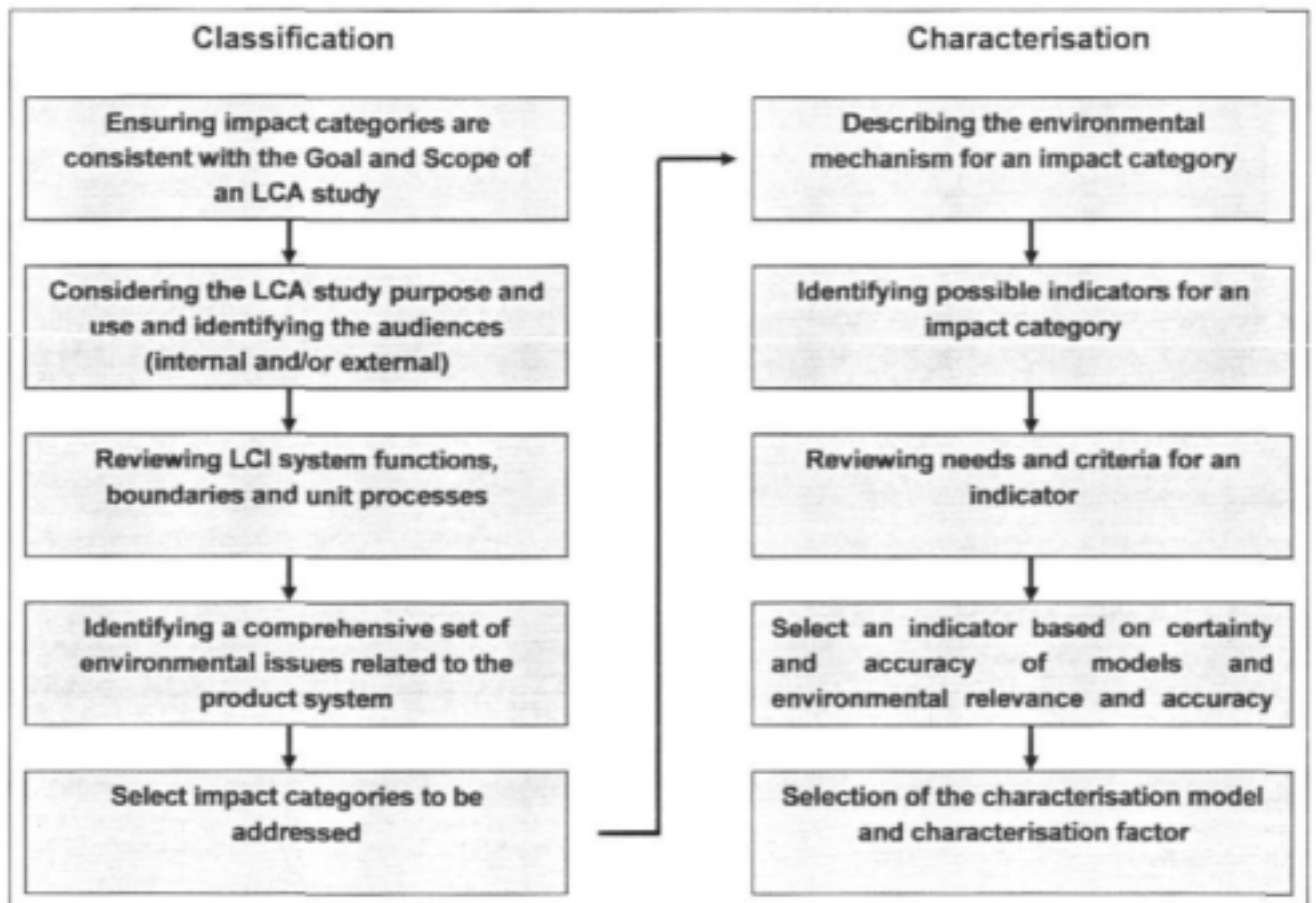 Classification
Ensuring impact categories are
consistent with the Goal and Scope of
an LCA study
Considering the LCA study purpose and
use and identifying the audiences
(internal and/or external)
Reviewing LCI system functions,
boundaries and unit processes
Identifying a comprehensive set of
environmental issues related to the
product system
Select impact categories to be
addressed
Characterisation
Describing the environmental
mechanism for an impact category
Identifying possible indicators for an
impact category
Reviewing needs and criteria for an
indicator
Select an indicator based on certainty
and accuracy of models and
environmental relevance and accuracy
Selection of the characterisation model
and characterisation factor